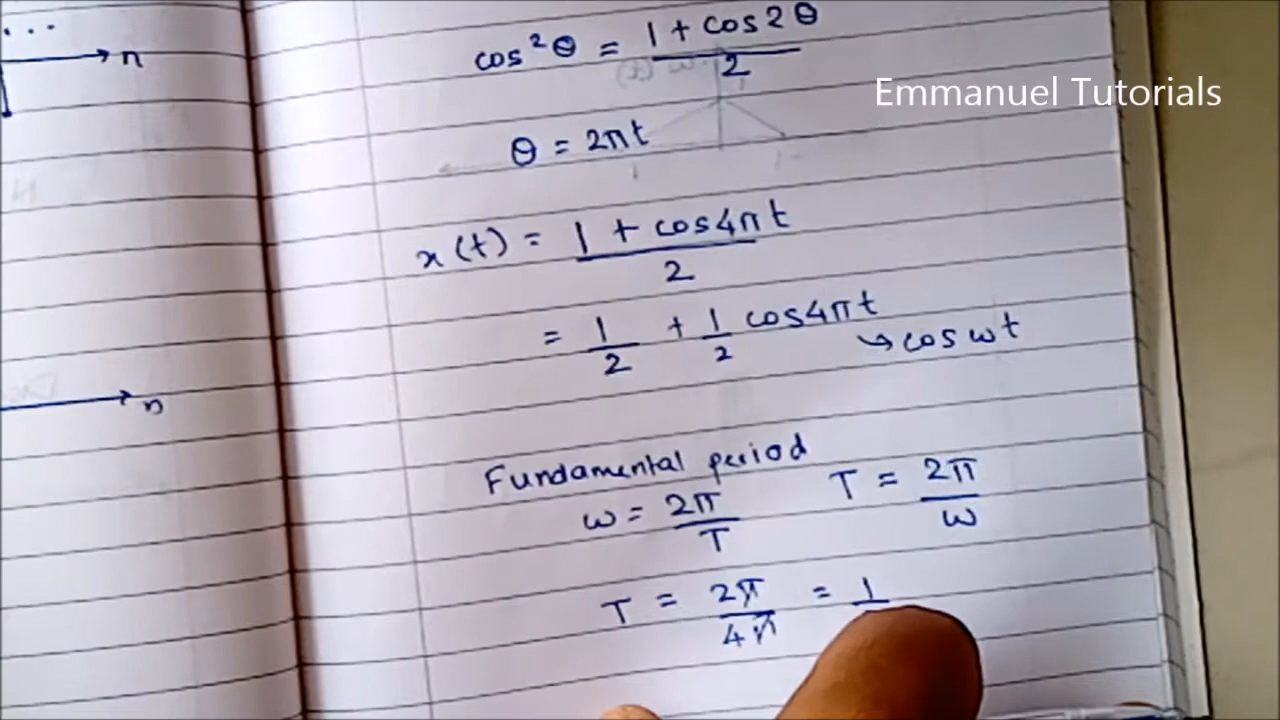 ...
n
cos²θ = 1 + cos2θ / 2
Emmanuel Tutorials
θ = 2πt
x(t) = 1 + cos4πt / 2
= 1/2 + 1/2 cos4πt
↘ cos ωt
n
Fundamental period
ω = 2π/T T = 2π/ω
T = 2π/4π = 1